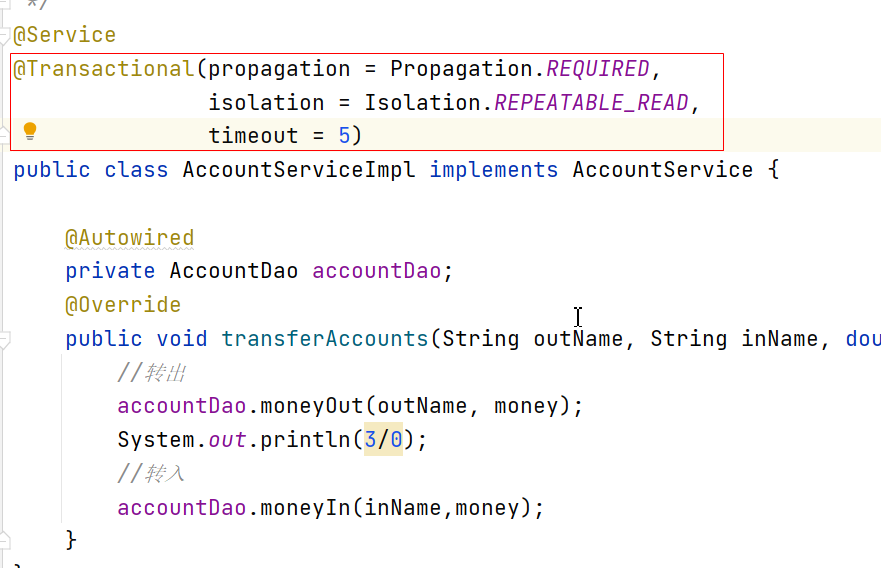 */
@Service
@Transactional(propagation = Propagation.REQUIRED,
isolation = Isolation.REPEATABLE_READ,
timeout = 5)
public class AccountServiceImpl implements AccountService {
@Autowired
private AccountDao accountDao;
@Override
public void transferAccounts(String outName, String inName, dou
//转出
accountDao.moneyOut(outName, money);
System.out.println(3/0);
//转入
accountDao.moneyIn(inName,money);
}
}